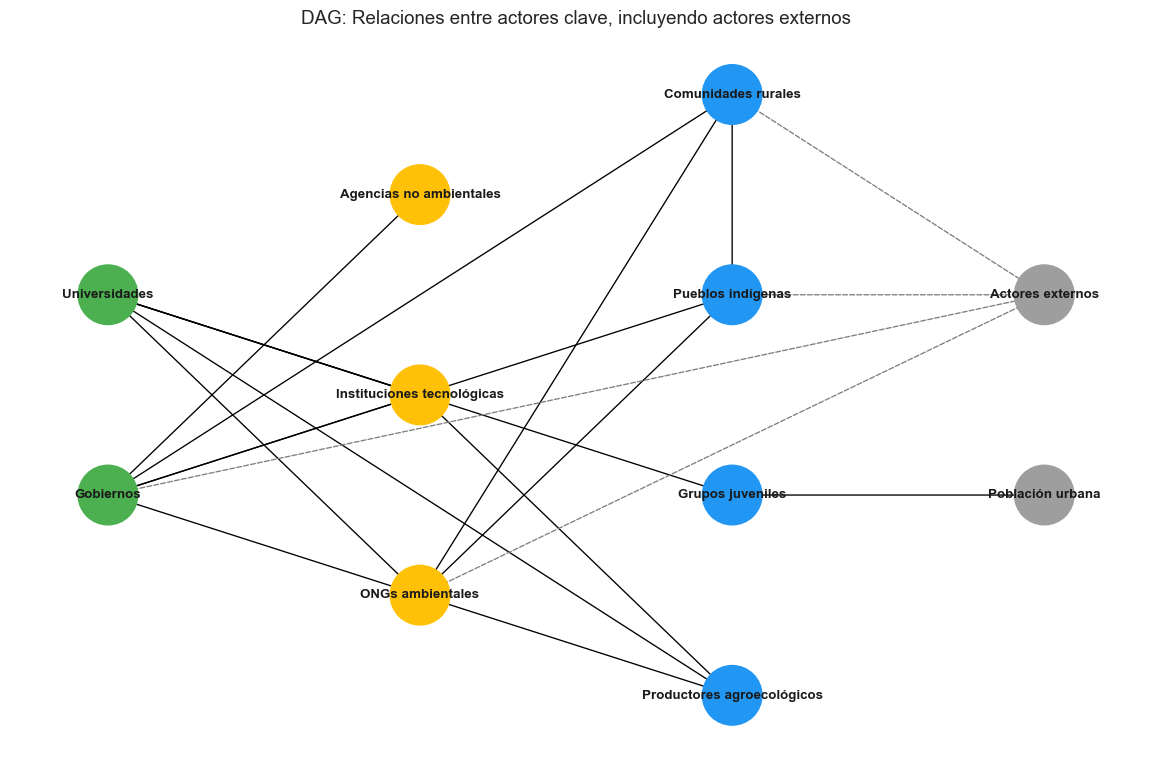 DAG: Relaciones entre actores clave, incluyendo actores externos
Comunidades rurales
Agencias no ambientales
Universidades
Pueblos indígenas
Actores externos
Instituciones tecnológicas
Gobiernos
Grupos juveniles
Población urbana
ONGs ambientales
Productores agroecológicos